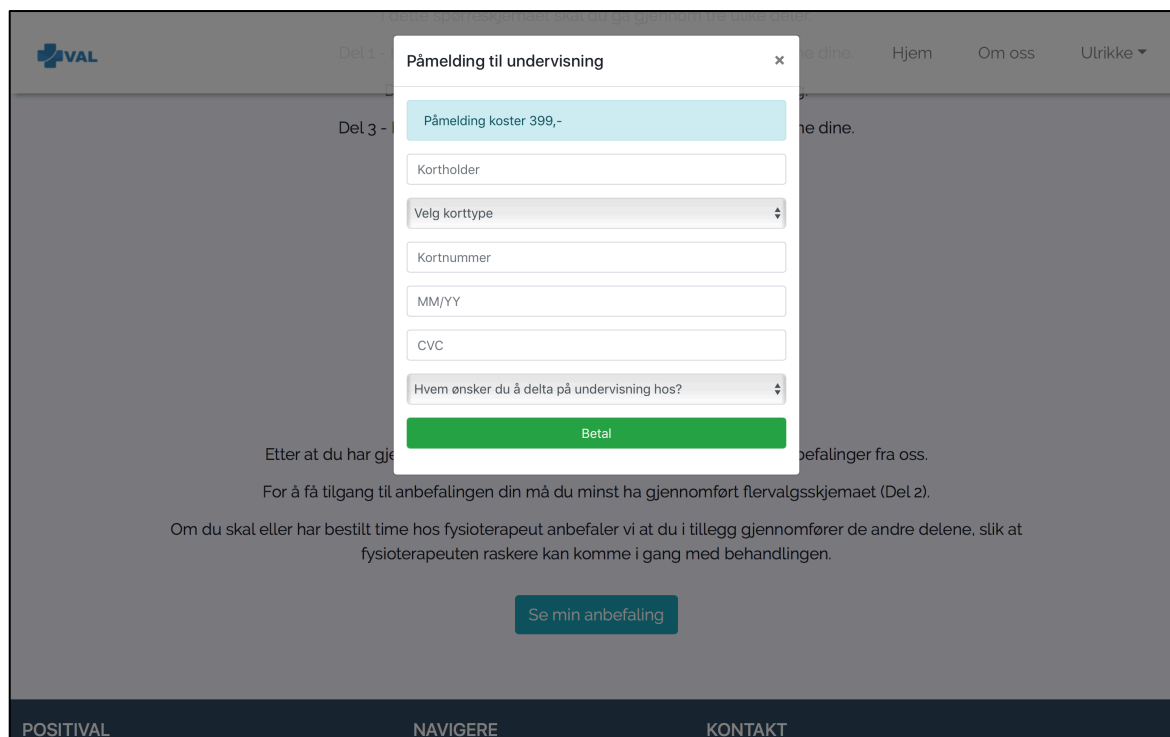 I dette spørreskjemaet skal du gå gjennom tre ulike deler
VAL
Del 1 -
ne dine.
Hjem
Om oss
Ulrikke
Påmelding til undervisning
×
Påmelding koster 399,-
Del 3 -
ne dine.
Kortholder
Velg korttype
Kortnummer
MM/YY
CVC
Hvem ønsker du å delta på undervisning hos?
Betal
Etter at du har gje
befalinger fra oss.
For å få tilgang til anbefalingen din må du minst ha gjennomført flervalgsskjemaet (Del 2).
Om du skal eller har bestilt time hos fysioterapeut anbefaler vi at du i tillegg gjennomfører de andre delene, slik at
fysioterapeuten raskere kan komme i gang med behandlingen.
Se min anbefaling
POSITIVAL
NAVIGERE
KONTAKT